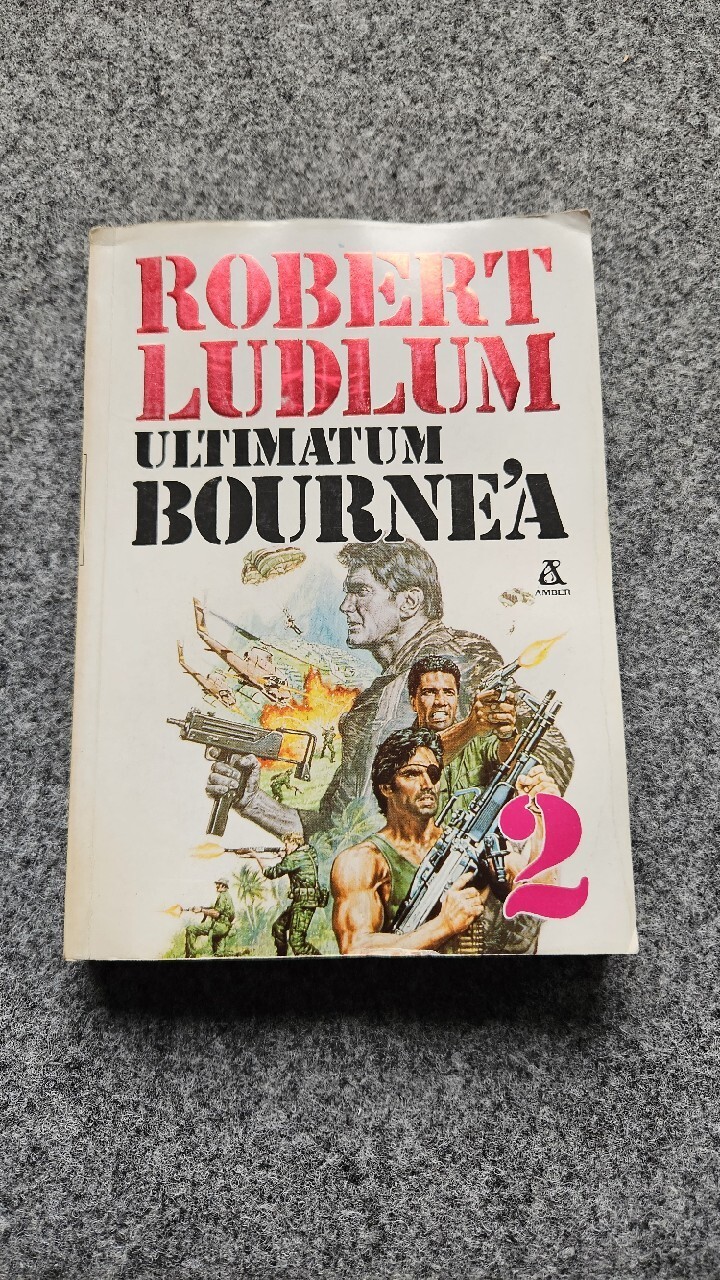 ROBERT
LUDLUM
ULTIMATUM
BOURNE'A
AMBER
2